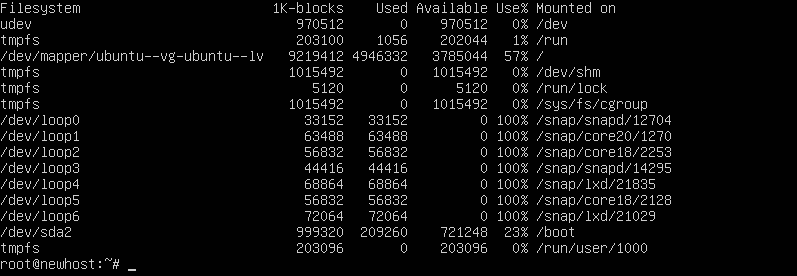 Filesystem 1K-blocks Used Available Use% Mounted on
udev 970512 0 970512 0% /dev
tmpfs 203100 1056 202044 1% /run
/dev/mapper/ubuntu--vg-ubuntu--lv 9219412 4946332 3785044 57% /
tmpfs 1015492 0 1015492 0% /dev/shm
tmpfs 5120 0 5120 0% /run/lock
tmpfs 1015492 0 1015492 0% /sys/fs/cgroup
/dev/loop0 33152 33152 0 100% /snap/snapd/12704
/dev/loop1 63488 63488 0 100% /snap/core20/1270
/dev/loop2 56832 56832 0 100% /snap/core18/2253
/dev/loop3 44416 44416 0 100% /snap/snapd/14295
/dev/loop4 68864 68864 0 100% /snap/lxd/21835
/dev/loop5 56832 56832 0 100% /snap/core18/2128
/dev/loop6 72064 72064 0 100% /snap/lxd/21029
/dev/sda2 999320 209260 721248 23% /boot
tmpfs 203096 0 203096 0% /run/user/1000
root@newhost:~# _